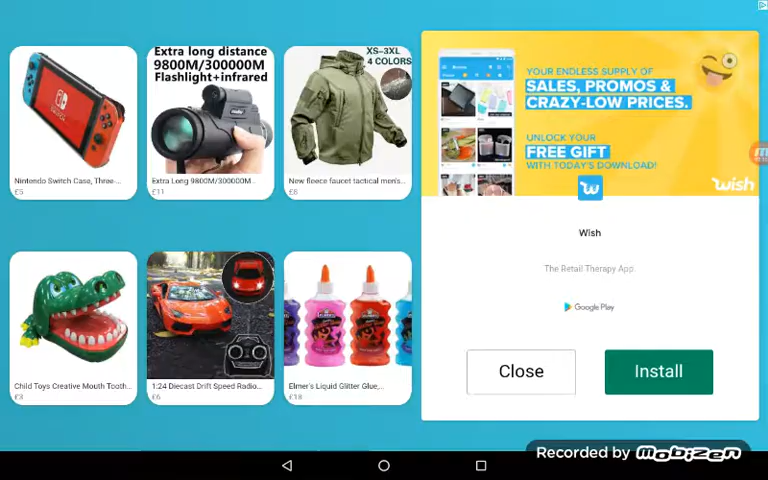 Nintendo Switch Case, Three-...
£5
Extra long distance
9800M/300000M
Flashlight+infrared
Extra Long 9800M/300000M...
£11
XS-3XL
4 COLORS
New fleece faucet tactical men's...
£8
Child Toys Creative Mouth Tooth...
£3
1:24 Diecast Drift Speed Radio...
£6
Elmer's Liquid Glitter Glue,...
£18
YOUR ENDLESS SUPPLY OF
SALES, PROMOS &
CRAZY-LOW PRICES.
UNLOCK YOUR
FREE GIFT
WITH TODAY'S DOWNLOAD!
wish
Wish
The Retail Therapy App
Google Play
Close
Install
Recorded by mobizen